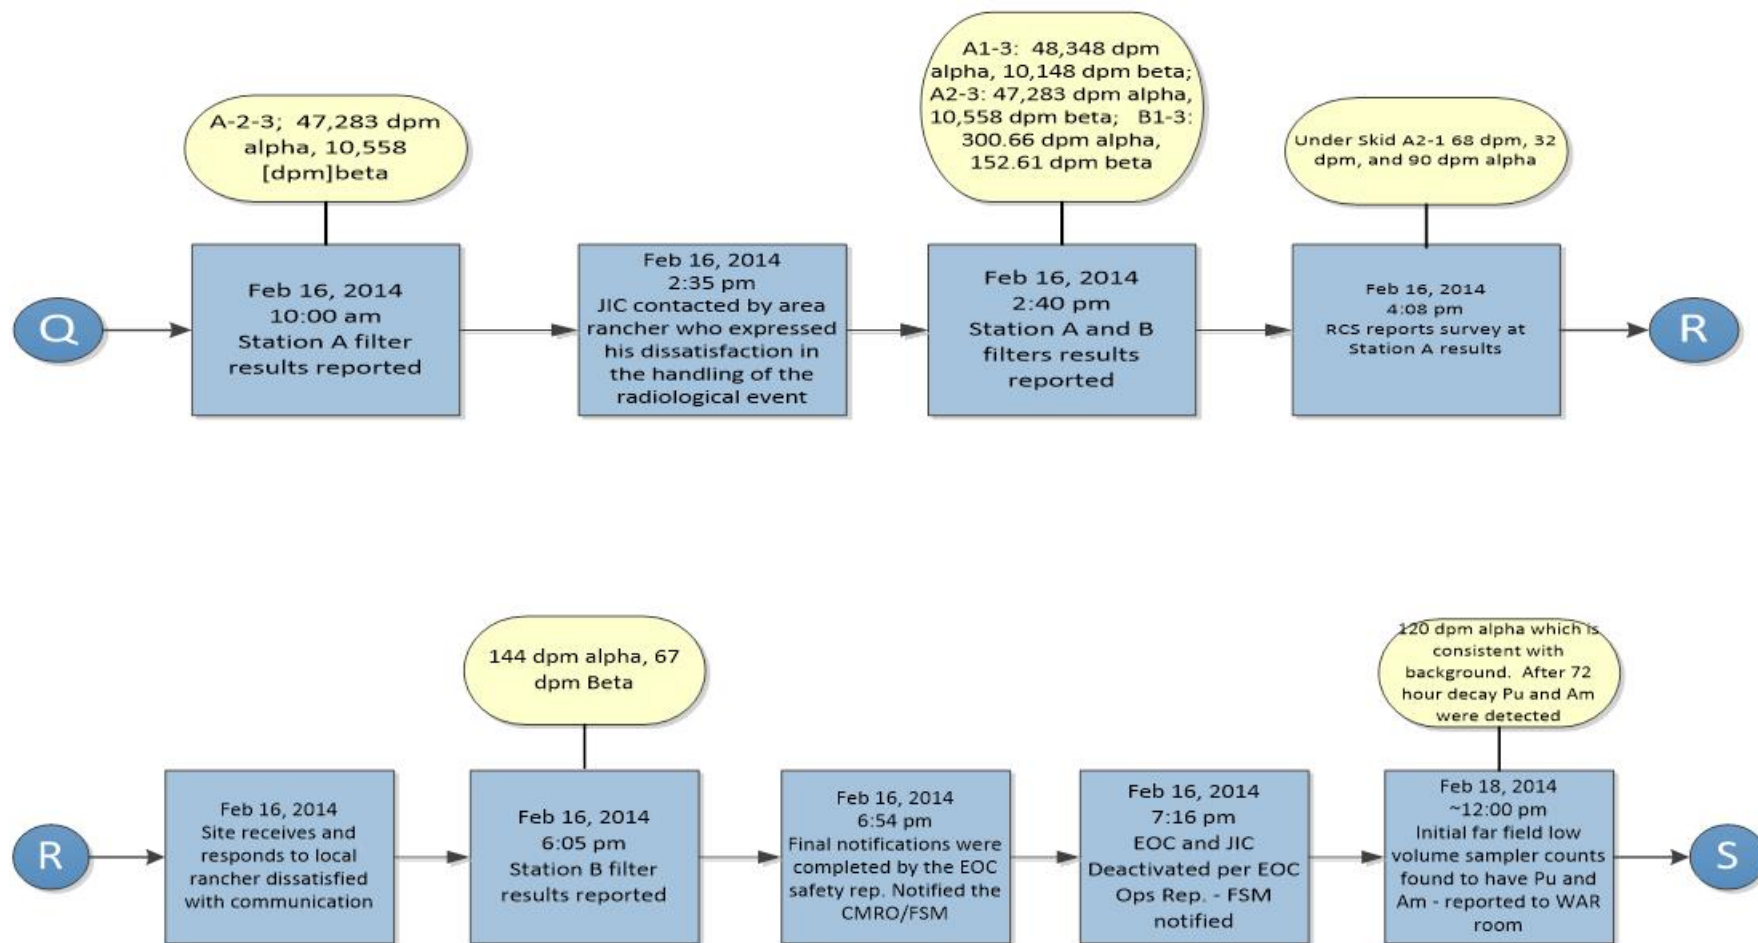 A-2-3; 47,283 dpm
alpha, 10,558
[dpm]beta
A1-3: 48,348 dpm
alpha, 10,148 dpm beta;
A2-3: 47,283 dpm alpha,
10,558 dpm beta; B1-3:
300.66 dpm alpha,
152.61 dpm beta
Under Skid A2-1 68 dpm, 32
dpm, and 90 dpm alpha
Q
Feb 16, 2014
10:00 am
Station A filter
results reported
Feb 16, 2014
2:35 pm
JIC contacted by area
rancher who expressed
his dissatisfaction in
the handling of the
radiological event
Feb 16, 2014
2:40 pm
Station A and B
filters results
reported
Feb 16, 2014
4:08 pm
RCS reports survey at
Station A results
R
144 dpm alpha, 67
dpm Beta
120 dpm alpha which is
consistent with
background. After 72
hour decay Pu and Am
were detected
R
Feb 16, 2014
Site receives and
responds to local
rancher dissatisfied
with communication
Feb 16, 2014
6:05 pm
Station B filter
results reported
Feb 16, 2014
6:54 pm
Final notifications were
completed by the EOC
safety rep. Notified the
CMRO/FSM
Feb 16, 2014
7:16 pm
EOC and JIC
Deactivated per EOC
Ops Rep. - FSM
notified
Feb 18, 2014
~12:00 pm
Initial far field low
volume sampler counts
found to have Pu and
Am - reported to WAR
room
S